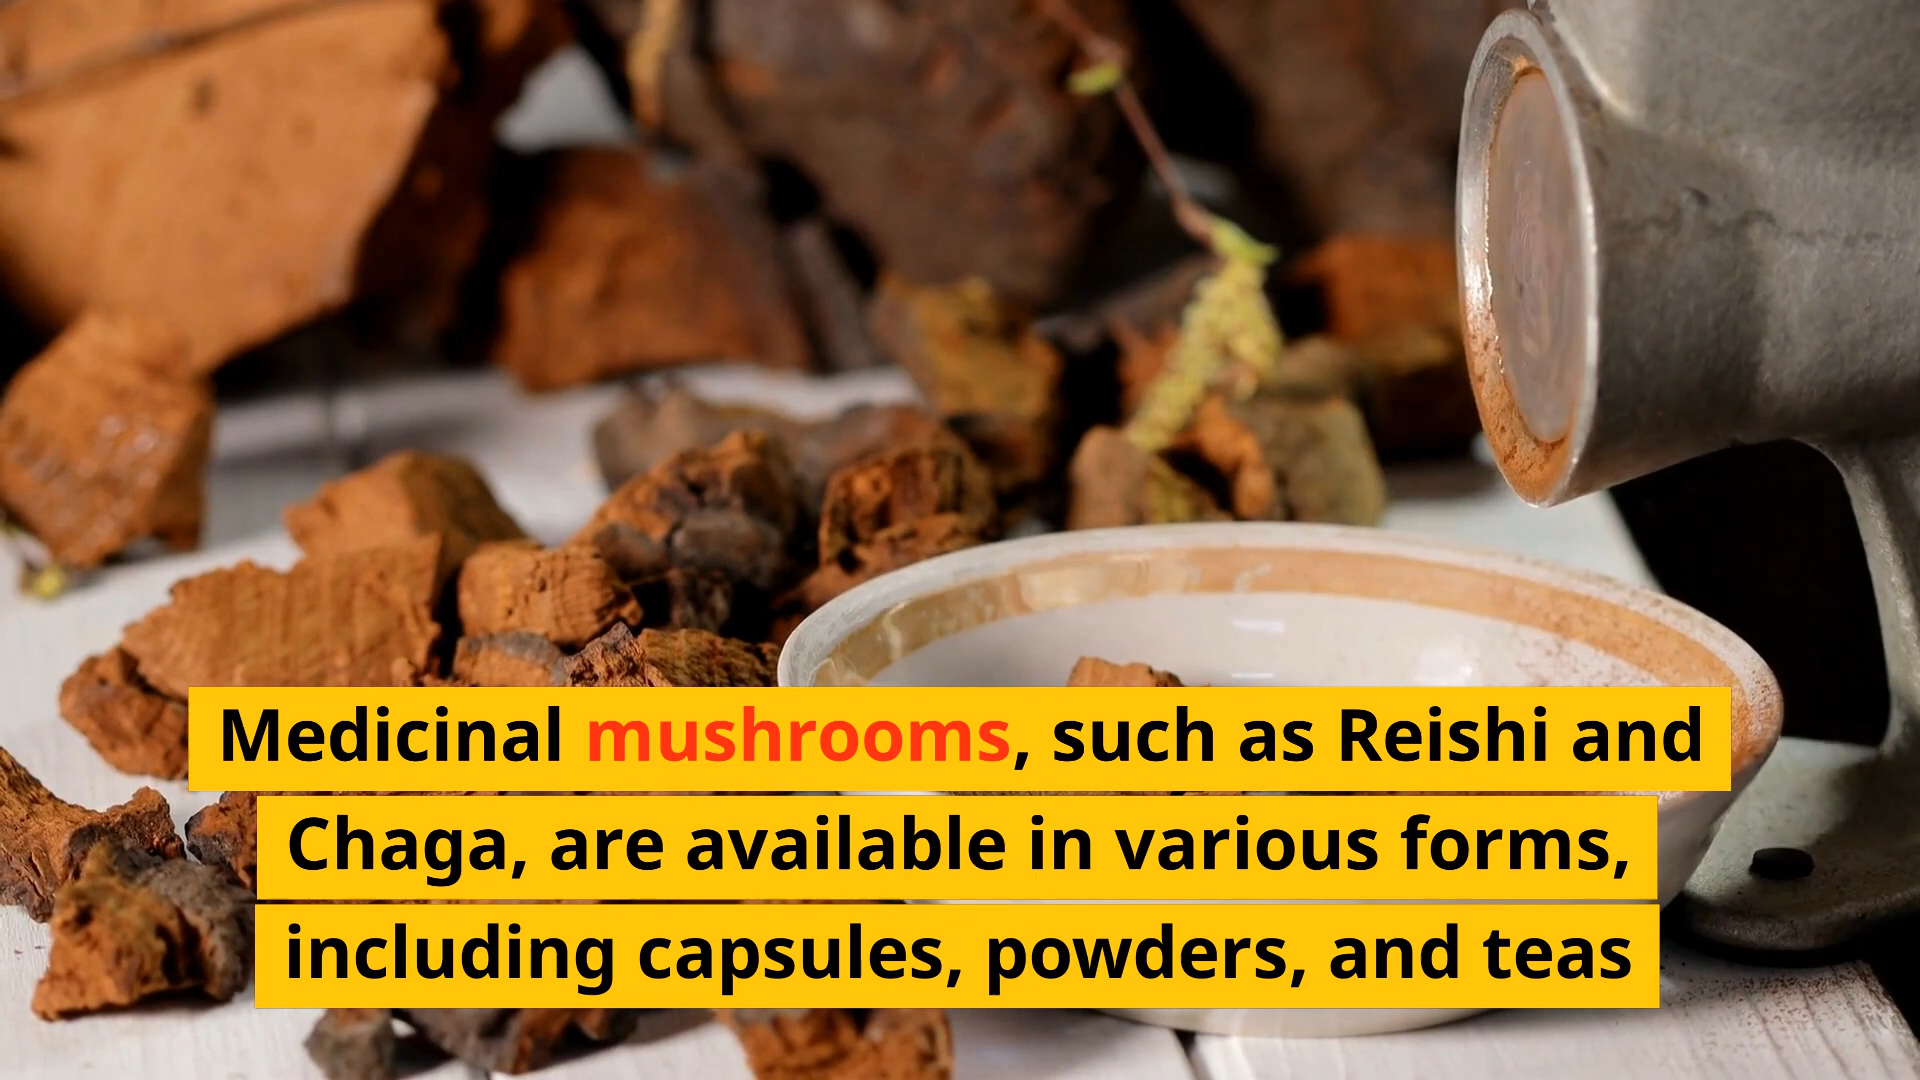 Medicinal mushrooms, such as Reishi and
Chaga, are available in various forms,
including capsules, powders, and teas